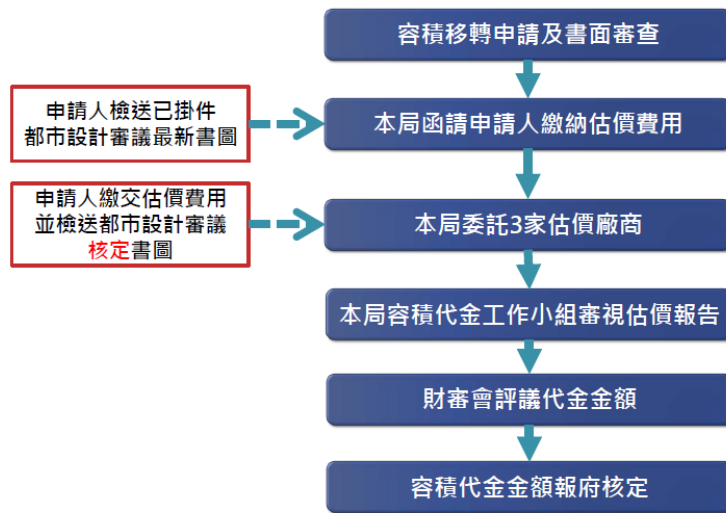 容積移轉申請及書面審查
申請人檢送已掛件
都市設計審議最新書圖
本局函請申請人繳納估價費用
申請人繳交估價費用
並檢送都市設計審議
核定書圖
本局委託3家估價廠商
本局容積代金工作小組審視估價報告
財審會評議代金金額
容積代金金額報府核定